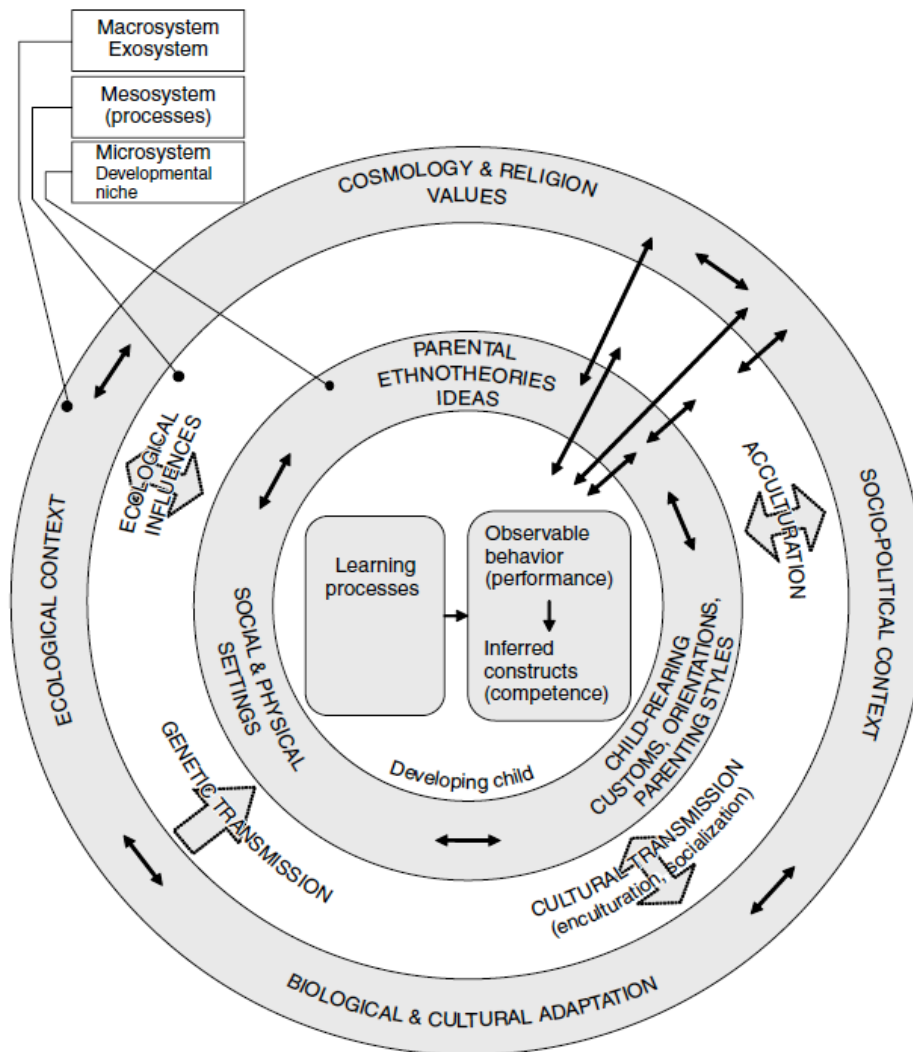 Macrosystem
Exosystem
Mesosystem
(processes)
Microsystem
Developmental
niche
COSMOLOGY & RELIGION
VALUES
PARENTAL
ETHNOTHEORIES
IDEAS
ECOLOGICAL
INFLUENCES
ACCULTURATION
ECOLOGICAL CONTEXT
SOCIO-POLITICAL CONTEXT
Learning
processes
Observable
behavior
(performance)
Inferred
constructs
(competence)
SOCIAL & PHYSICAL
SETTINGS
CHILD-REARING
CUSTOMS, ORIENTATIONS,
PARENTING STYLES
Developing child
GENETIC TRANSMISSION
CULTURAL TRANSMISSION
(enculturation, socialization)
BIOLOGICAL & CULTURAL ADAPTATION